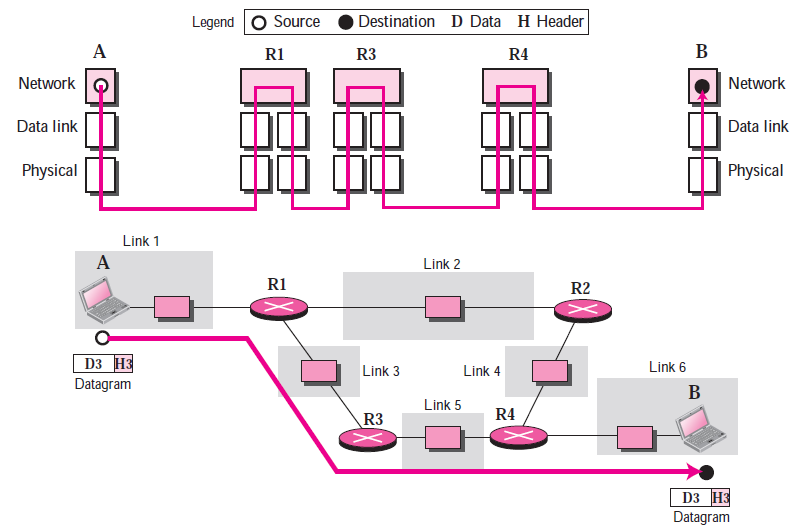 Legend Source Destination D Data H Header
A R1 R3 R4 B
Network Network
Data link Data link
Physical Physical
Link 1
A
Link 2
R1
R2
Link 3
Link 4
Link 6
D3 H3
Datagram
B
Link 5
R3
R4
D3 H3
Datagram